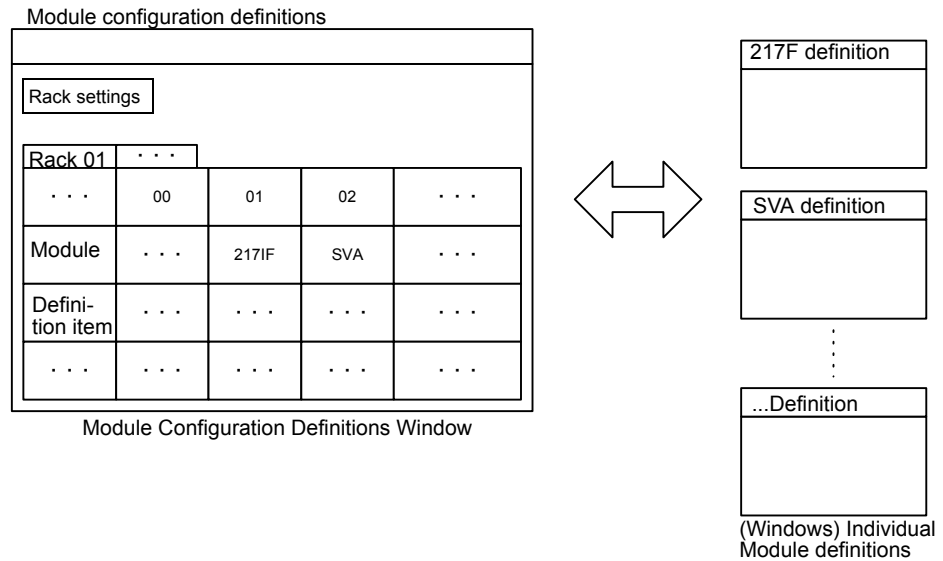 Module configuration definitions
Rack settings
Rack 01 · · ·
· · · 00 01 02 · · ·
Module · · · 217IF SVA · · ·
Defini-
tion item · · · · · · · · · · · ·
· · · · · · · · · · · · · · ·
Module Configuration Definitions Window
217F definition
SVA definition
...Definition
(Windows) Individual
Module definitions